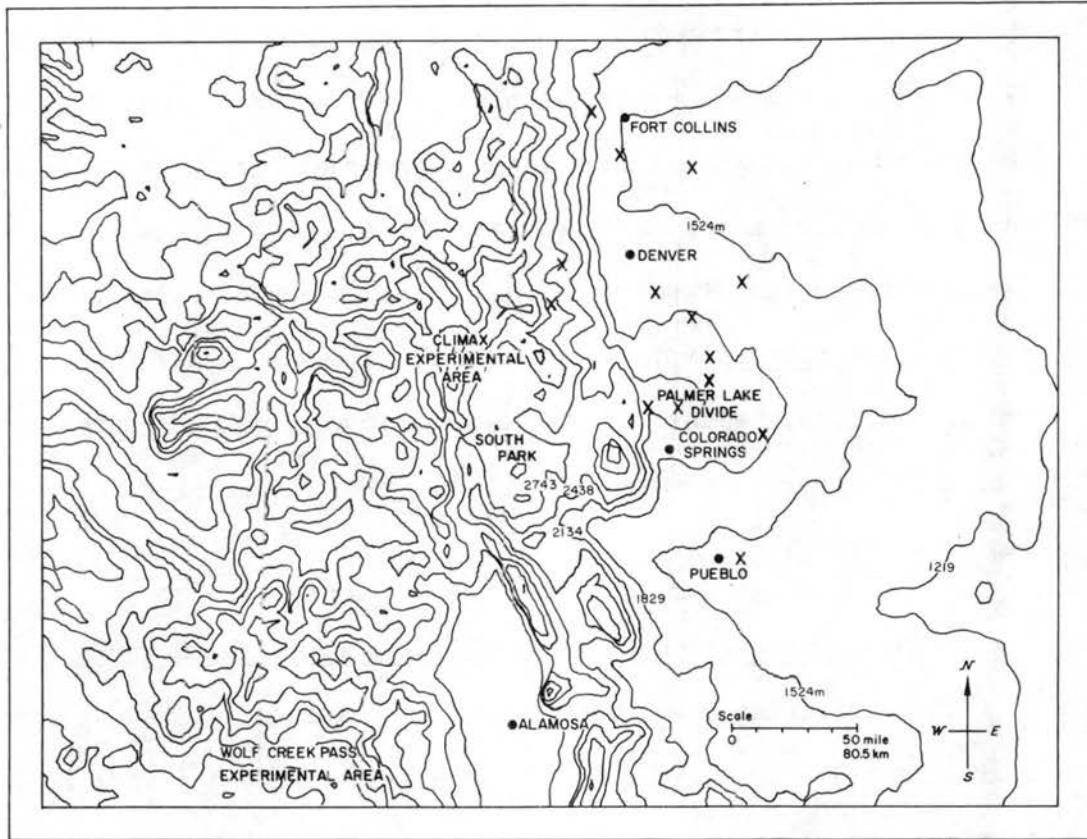 FORT COLLINS
1524m
DENVER
CLIMAX
EXPERIMENTAL
AREA
PALMER LAKE
DIVIDE
SOUTH
PARK
COLORADO
SPRINGS
2743
2438
2134
PUEBLO
1219
1829
1524m
ALAMOSA
Scale
0
50 mile
80.5 km
N
W
E
S
WOLF CREEK PASS
EXPERIMENTAL AREA
X
X
X
X
X
X
X
X
X
X
X
X
X
X